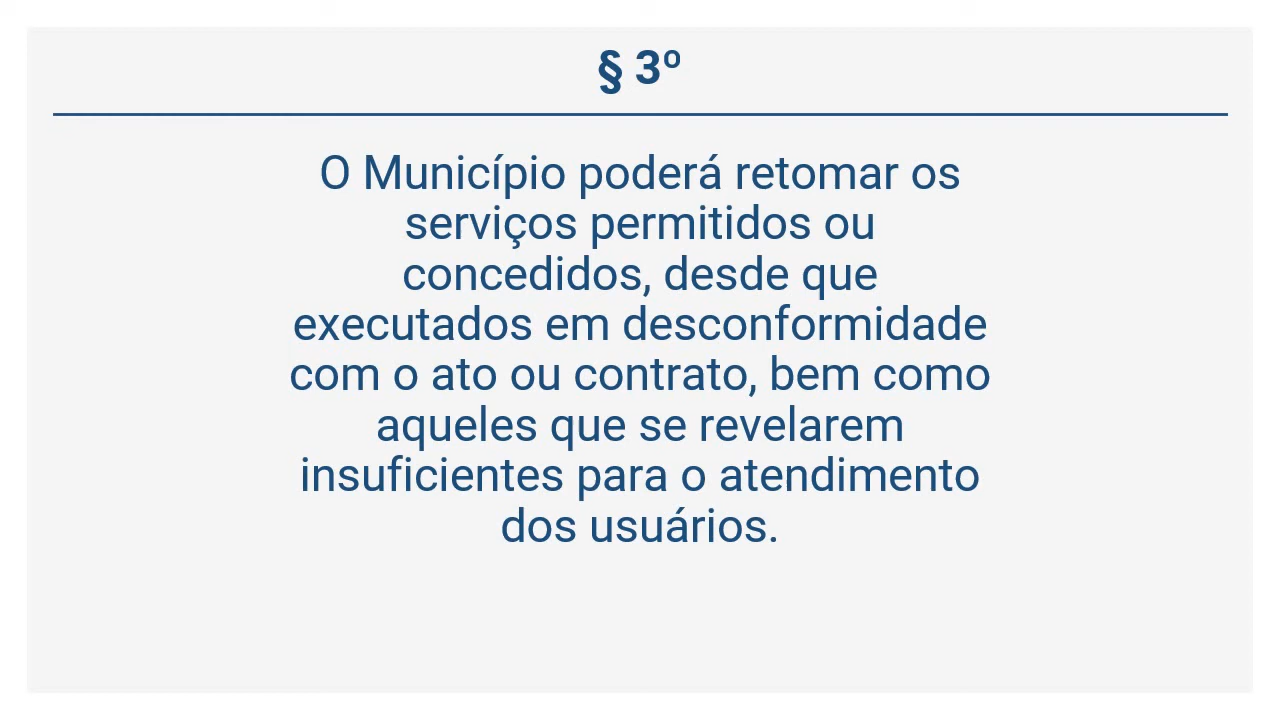 § 3º
O Município poderá retomar os
serviços permitidos ou
concedidos, desde que
executados em desconformidade
com o ato ou contrato, bem como
aqueles que se revelarem
insuficientes para o atendimento
dos usuários.